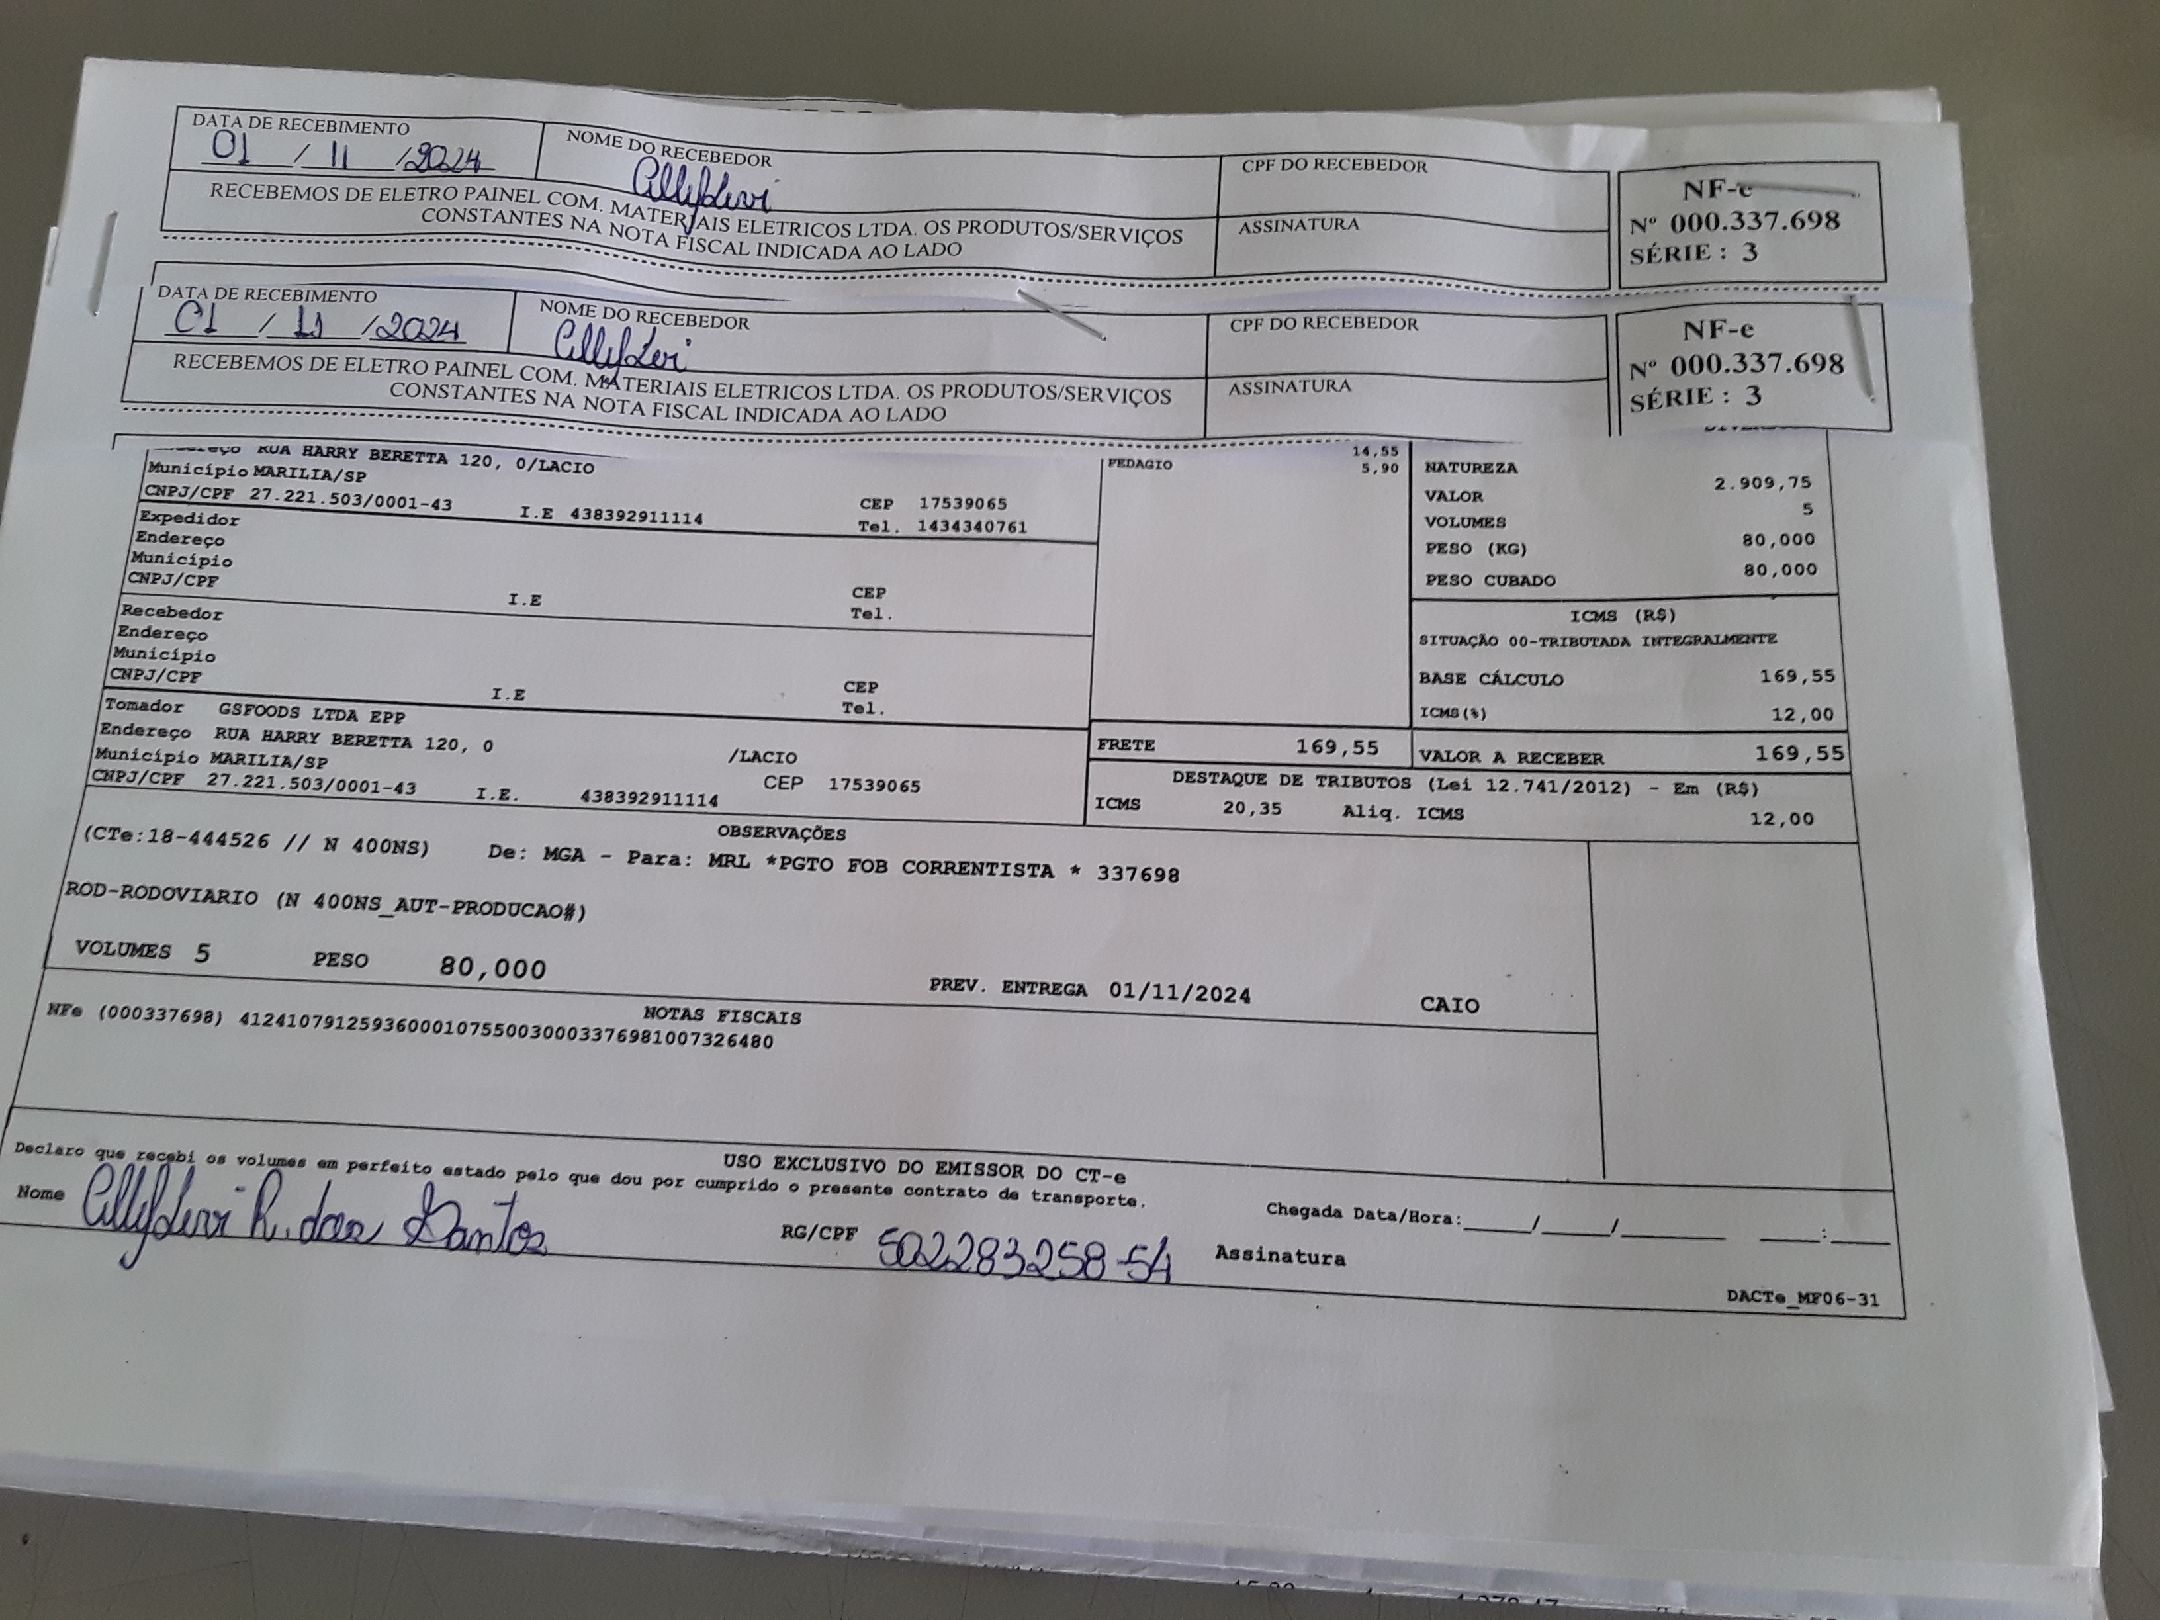 DATA DE RECEBIMENTO
01 / 11 / 2024
NOME DO RECEBEDOR
CPF DO RECEBEDOR
RECEBEMOS DE ELETRO PAINEL COM. MATERIAIS ELETRICOS LTDA. OS PRODUTOS/SERVIÇOS
CONSTANTES NA NOTA FISCAL INDICADA AO LADO
ASSINATURA
NF-e
Nº 000.337.698
SÉRIE : 3
DATA DE RECEBIMENTO
01 / 11 / 2024
NOME DO RECEBEDOR
CPF DO RECEBEDOR
RECEBEMOS DE ELETRO PAINEL COM. MATERIAIS ELETRICOS LTDA. OS PRODUTOS/SERVIÇOS
CONSTANTES NA NOTA FISCAL INDICADA AO LADO
ASSINATURA
NF-e
Nº 000.337.698
SÉRIE : 3
RUA HARRY BERETTA 120, 0/LACIO
Município MARILIA/SP
CNPJ/CPF 27.221.503/0001-43 I.E 438392911114
CEP 17539065
Tel. 1434340761
Expedidor
Endereço
Município
CNPJ/CPF I.E
CEP
Tel.
Recebedor
Endereço
Município
CNPJ/CPF I.E
CEP
Tel.
Tomador GSFOODS LTDA EPP
Endereço RUA HARRY BERETTA 120, 0 /LACIO
Município MARILIA/SP CEP 17539065
CNPJ/CPF 27.221.503/0001-43 I.E. 438392911114
14,55
PEDAGIO 5,90
NATUREZA
VALOR 2.909,75
VOLUMES 5
PESO (KG) 80,000
PESO CUBADO 80,000
ICMS (R$)
SITUAÇÃO 00-TRIBUTADA INTEGRALMENTE
BASE CÁLCULO 169,55
ICMS(%) 12,00
FRETE 169,55 VALOR A RECEBER 169,55
DESTAQUE DE TRIBUTOS (Lei 12.741/2012) - Em (R$)
ICMS 20,35 Aliq. ICMS 12,00
OBSERVAÇÕES
(CTe:18-444526 // N 400NS) De: MGA - Para: MRL *PGTO FOB CORRENTISTA * 337698
ROD-RODOVIARIO (N 400NS_AUT-PRODUCAO#)
VOLUMES 5 PESO 80,000 PREV. ENTREGA 01/11/2024 CAIO
NOTAS FISCAIS
NFe (000337698) 41241079125936000107550030003376981007326480
USO EXCLUSIVO DO EMISSOR DO CT-e
Declaro que recebi os volumes em perfeito estado pelo que dou por cumprido o presente contrato de transporte.
Chegada Data/Hora:____/____/______ ____:____
Nome R. dos Santos RG/CPF 502283258-54 Assinatura
DACTe_MF06-31